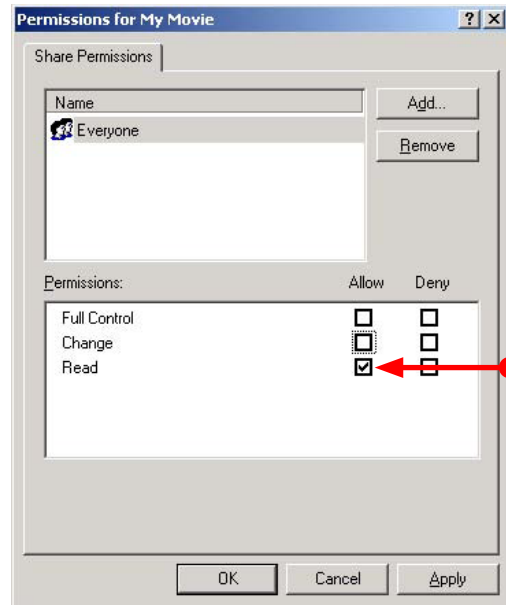 Permissions for My Movie
Share Permissions
Name
Add...
Everyone
Remove
Permissions: Allow Deny
Full Control
Change
Read
OK Cancel Apply